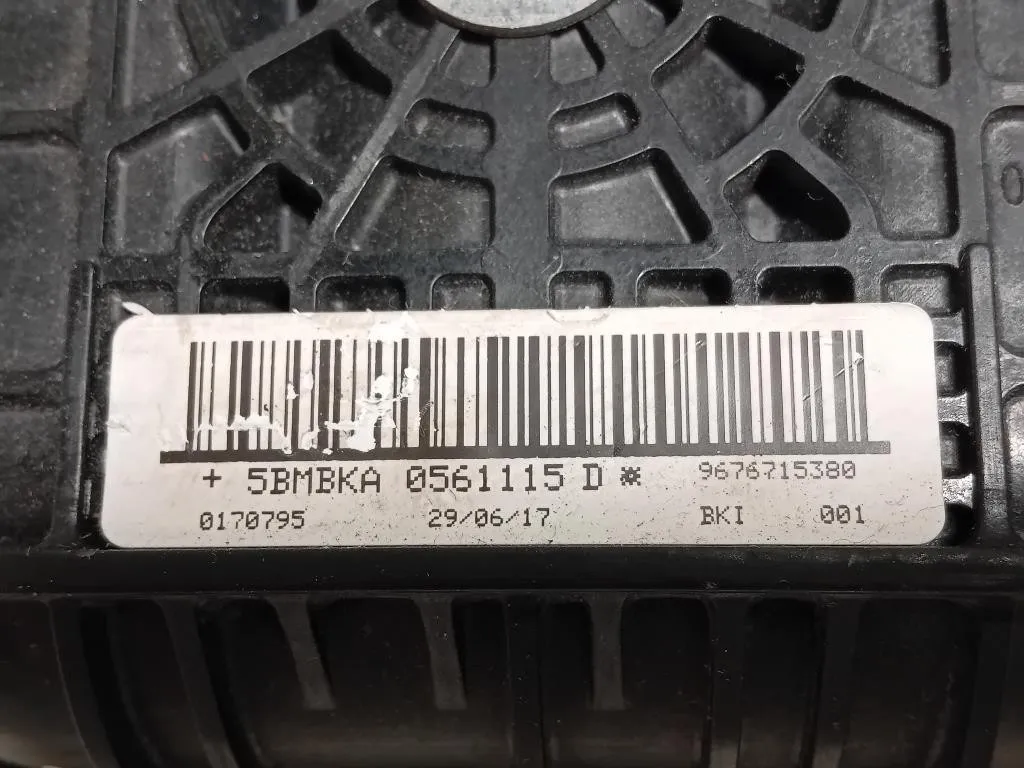 + 5BMBKA 0561115 D * 9676715380
0170795 29/06/17 BKI 001